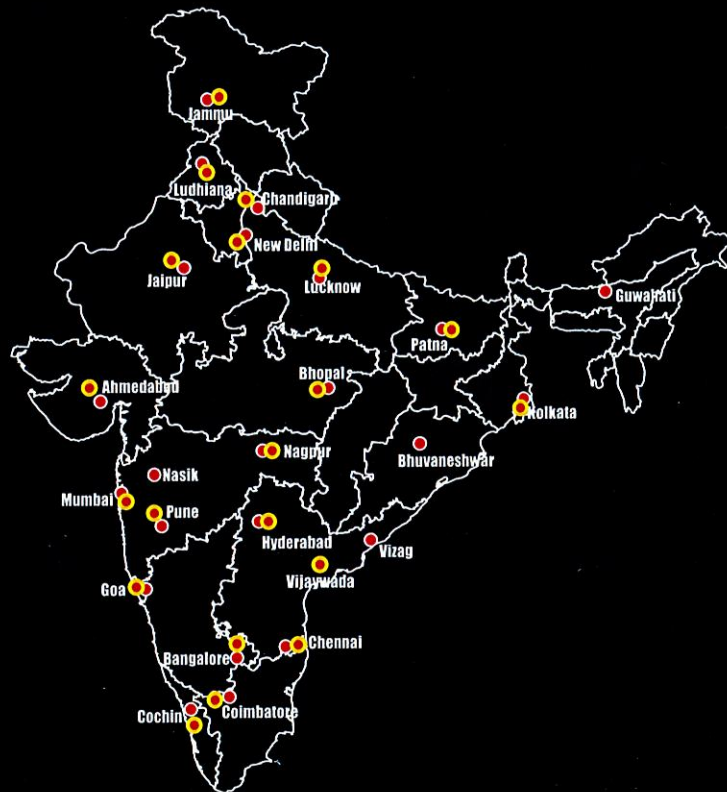 Jammu
Ludhiana
Chandigarh
New Delhi
Jaipur
Lucknow
Guwahati
Patna
Bhopal
Ahmedabad
Kolkata
Nagpur
Bhuvaneshwar
Nasik
Mumbai
Pune
Hyderabad
Vizag
Vijaywada
Goa
Chennai
Bangalore
Coimbatore
Cochin